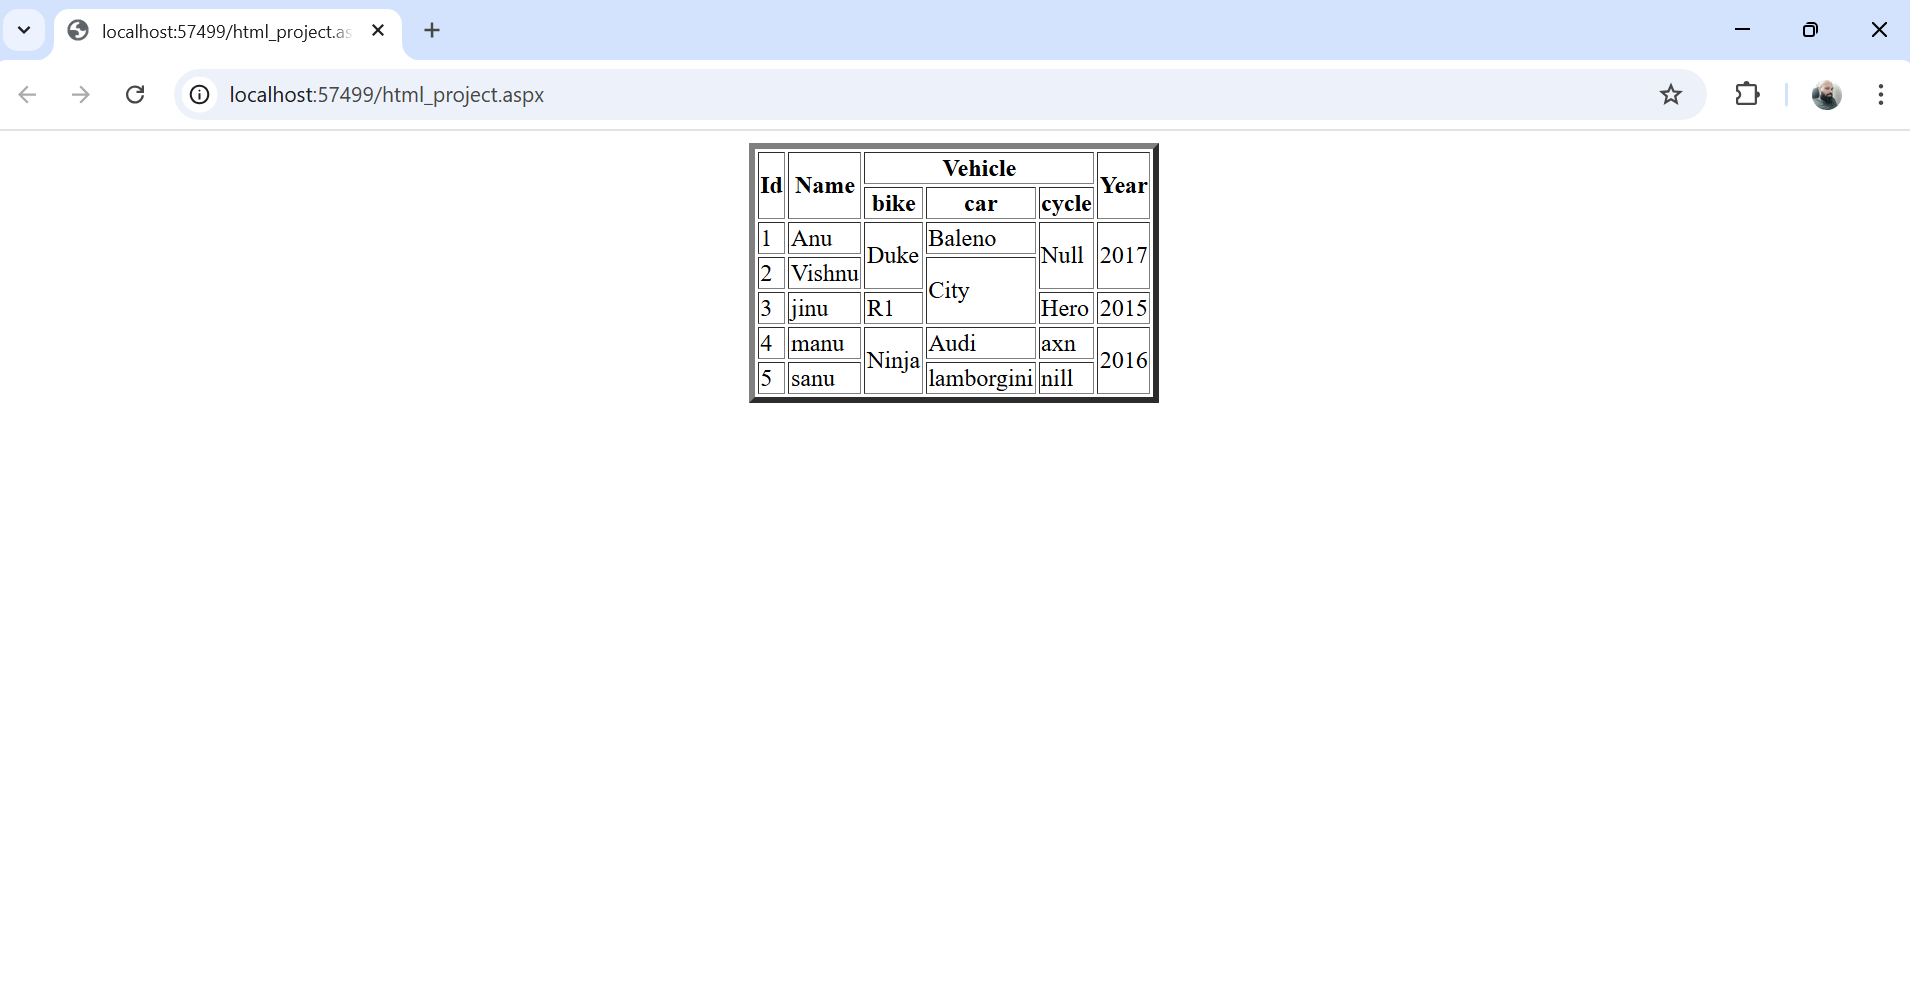 localhost:57499/html_project.as
localhost:57499/html_project.aspx
Id Name Vehicle Year
bike car cycle
1 Anu Duke Baleno Null 2017
2 Vishnu City
3 jinu R1 Hero 2015
4 manu Ninja Audi axn 2016
5 sanu lamborgini nill